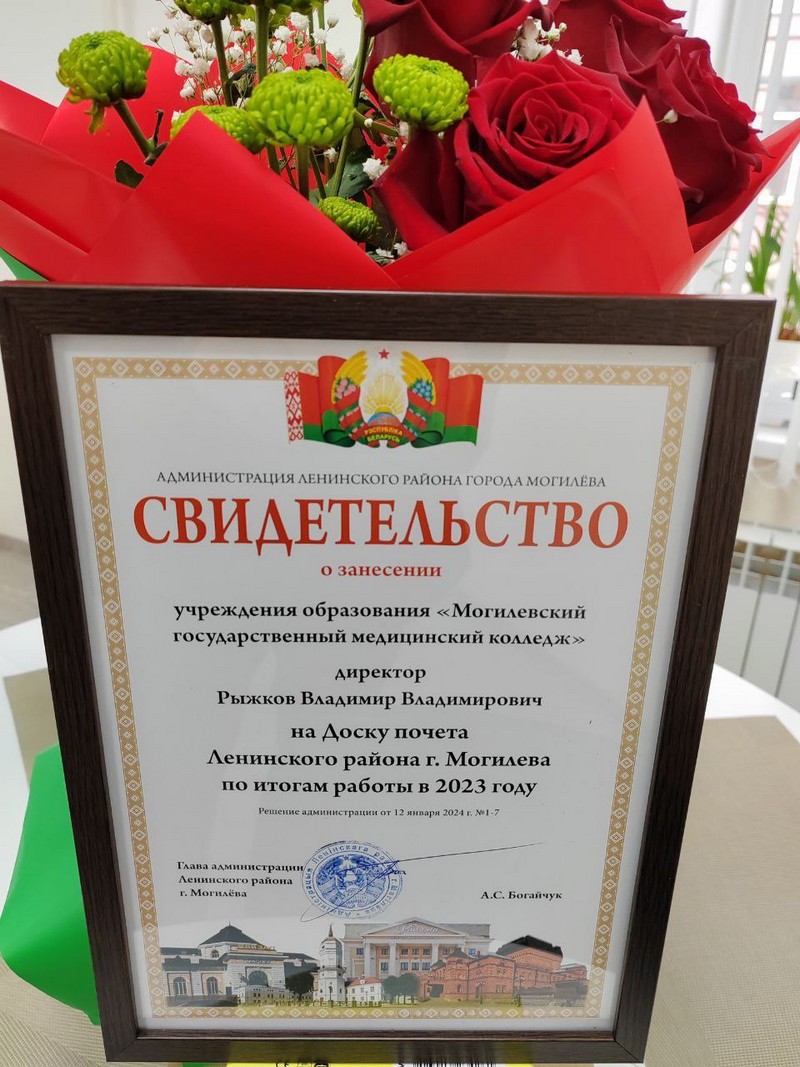 РЭСПУБЛІКА
БЕЛАРУСЬ
АДМИНИСТРАЦИЯ ЛЕНИНСКОГО РАЙОНА ГОРОДА МОГИЛЁВА
СВИДЕТЕЛЬСТВО
о занесении
учреждения образования «Могилевский
государственный медицинский колледж»
директор
Рыжков Владимир Владимирович
на Доску почета
Ленинского района г. Могилева
по итогам работы в 2023 году
Решение администрации от 12 января 2024 г. №1-7
Глава администрации
Ленинского района
г. Могилёва
А.С. Богайчук